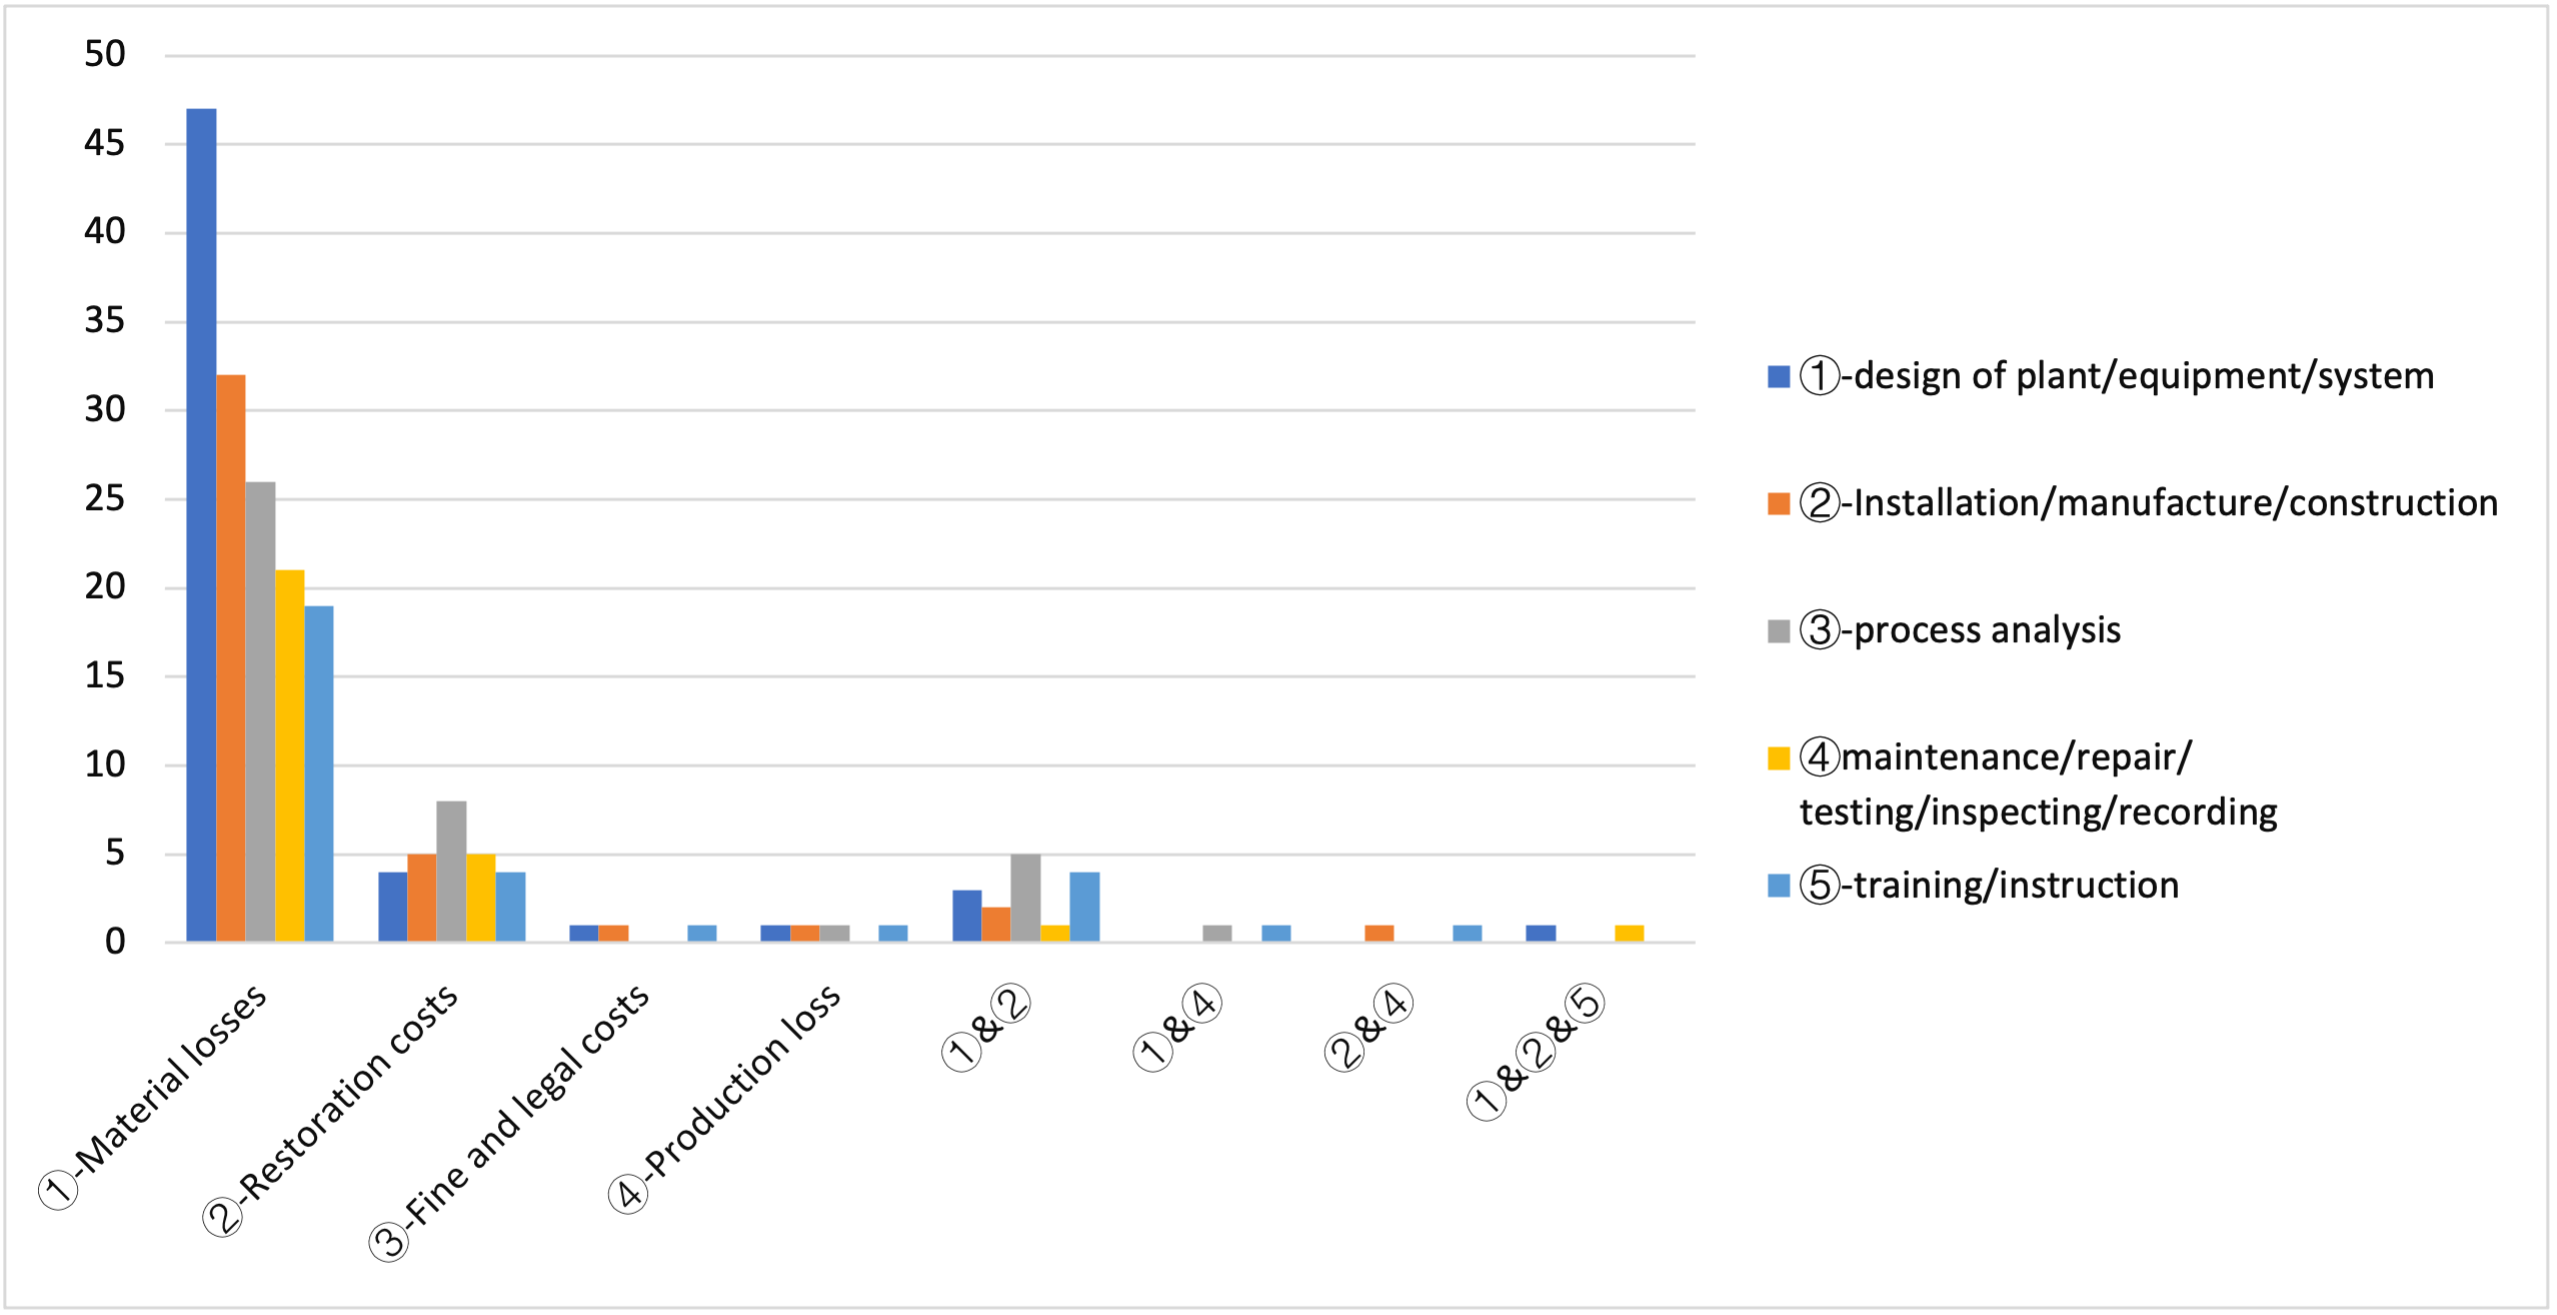 50
45
40
35
30
25
20
15
10
5
0
①-Material losses
②-Restoration costs
③-Fine and legal costs
④-Production loss
①&②
①&④
②&④
①&②&⑤
①-design of plant/equipment/system
②-Installation/manufacture/construction
③-process analysis
④maintenance/repair/
testing/inspecting/recording
⑤-training/instruction